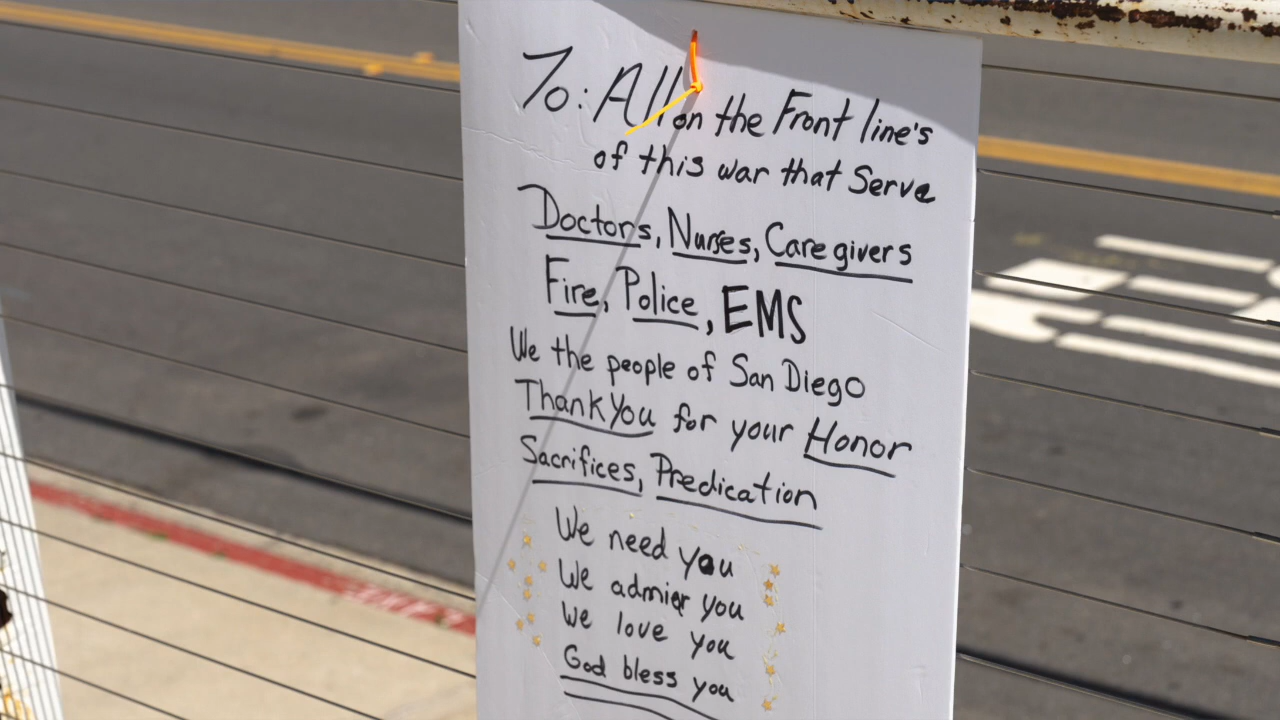 To: All on the Front line's
of this war that Serve
Doctors, Nurses, Care givers
Fire, Police, EMS
We the people of San Diego
Thank You for your Honor
Sacrifices, Predication
We need you
We admier you
We love you
God bless you